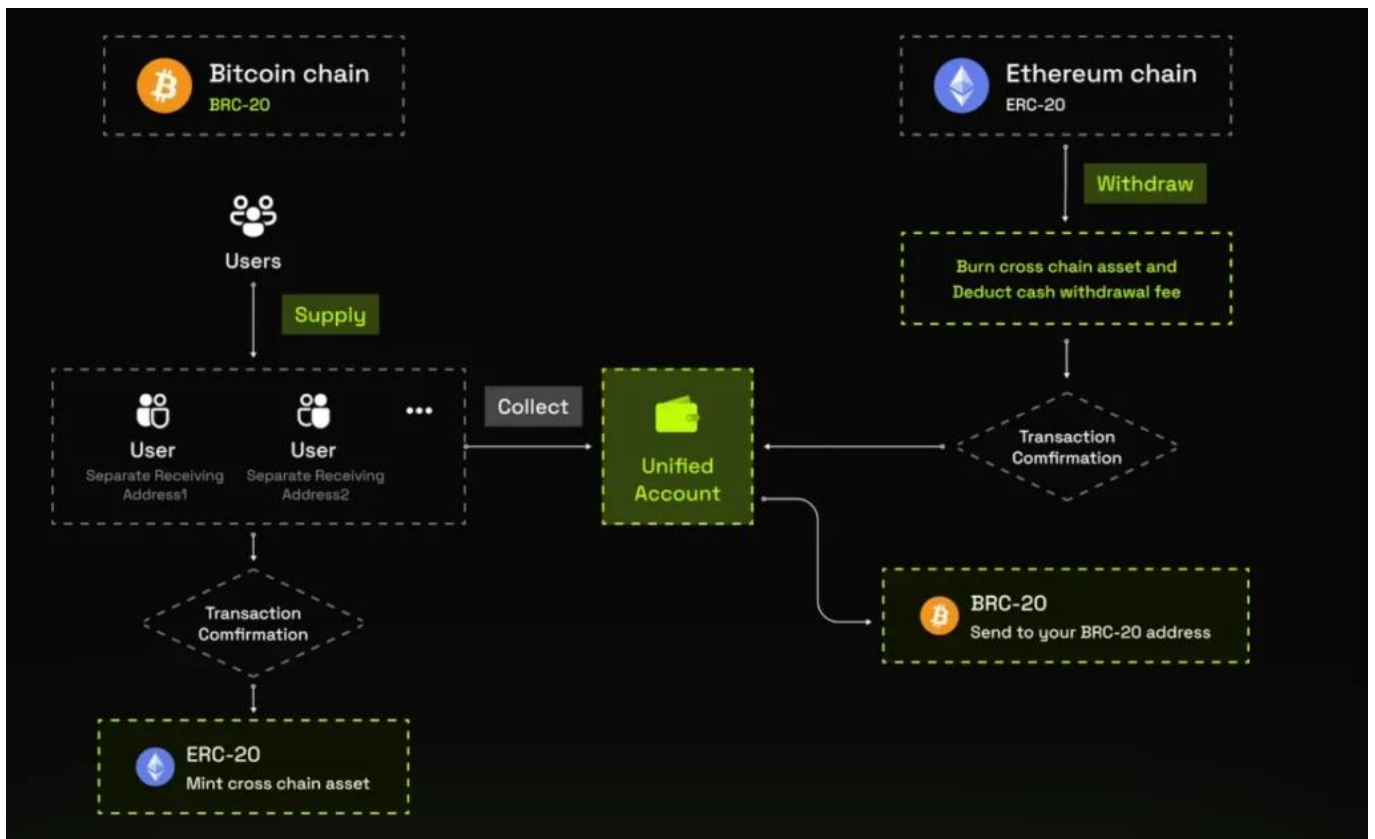 Bitcoin chain
BRC-20
Ethereum chain
ERC-20
Withdraw
Users
Burn cross chain asset and
Deduct cash withdrawal fee
Supply
User
Separate Receiving
Address1
User
Separate Receiving
Address2
•••
Collect
Unified
Account
Transaction
Comfirmation
Transaction
Comfirmation
BRC-20
Send to your BRC-20 address
ERC-20
Mint cross chain asset